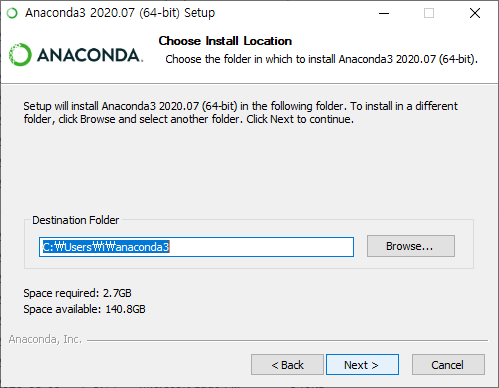 Anaconda3 2020.07 (64-bit) Setup
ANACONDA.
Choose Install Location
Choose the folder in which to install Anaconda3 2020.07 (64-bit).
Setup will install Anaconda3 2020.07 (64-bit) in the following folder. To install in a different
folder, click Browse and select another folder. Click Next to continue.
Destination Folder
C:₩Users₩i₩anaconda3
Browse...
Space required: 2.7GB
Space available: 140.8GB
Anaconda, Inc.
< Back
Next >
Cancel